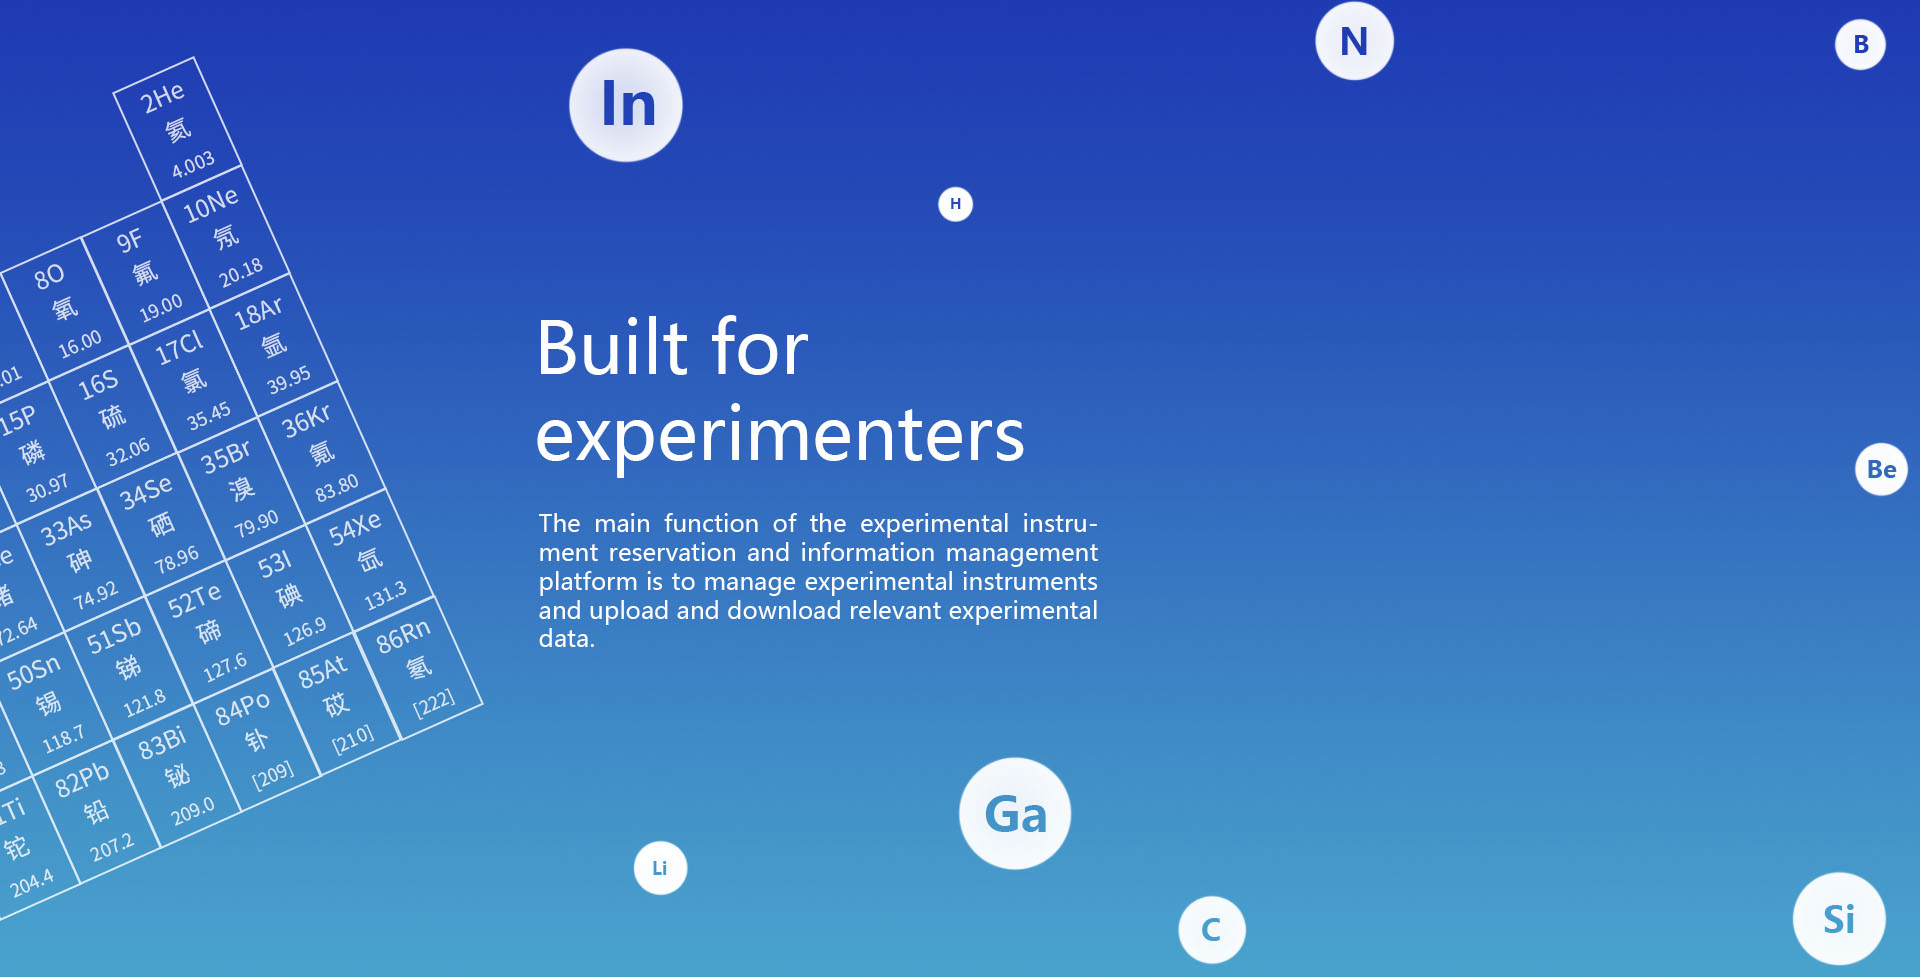 In
N
B
H
2He
氦
4.003
10Ne
氖
20.18
9F
氟
19.00
8O
氧
16.00
.01
18Ar
氩
39.95
17Cl
氯
35.45
16S
硫
32.06
15P
磷
30.97
36Kr
氪
83.80
35Br
溴
79.90
34Se
硒
78.96
33As
砷
74.92
e
锗
72.64
54Xe
氙
131.3
53I
碘
126.9
52Te
碲
127.6
51Sb
锑
121.8
50Sn
锡
118.7
86Rn
氡
[222]
85At
砹
[210]
84Po
钋
[209]
83Bi
铋
209.0
82Pb
铅
207.2
1Ti
铊
204.4
Built for
experimenters
The main function of the experimental instru-
ment reservation and information management
platform is to manage experimental instruments
and upload and download relevant experimental
data.
Be
Ga
Li
C
Si